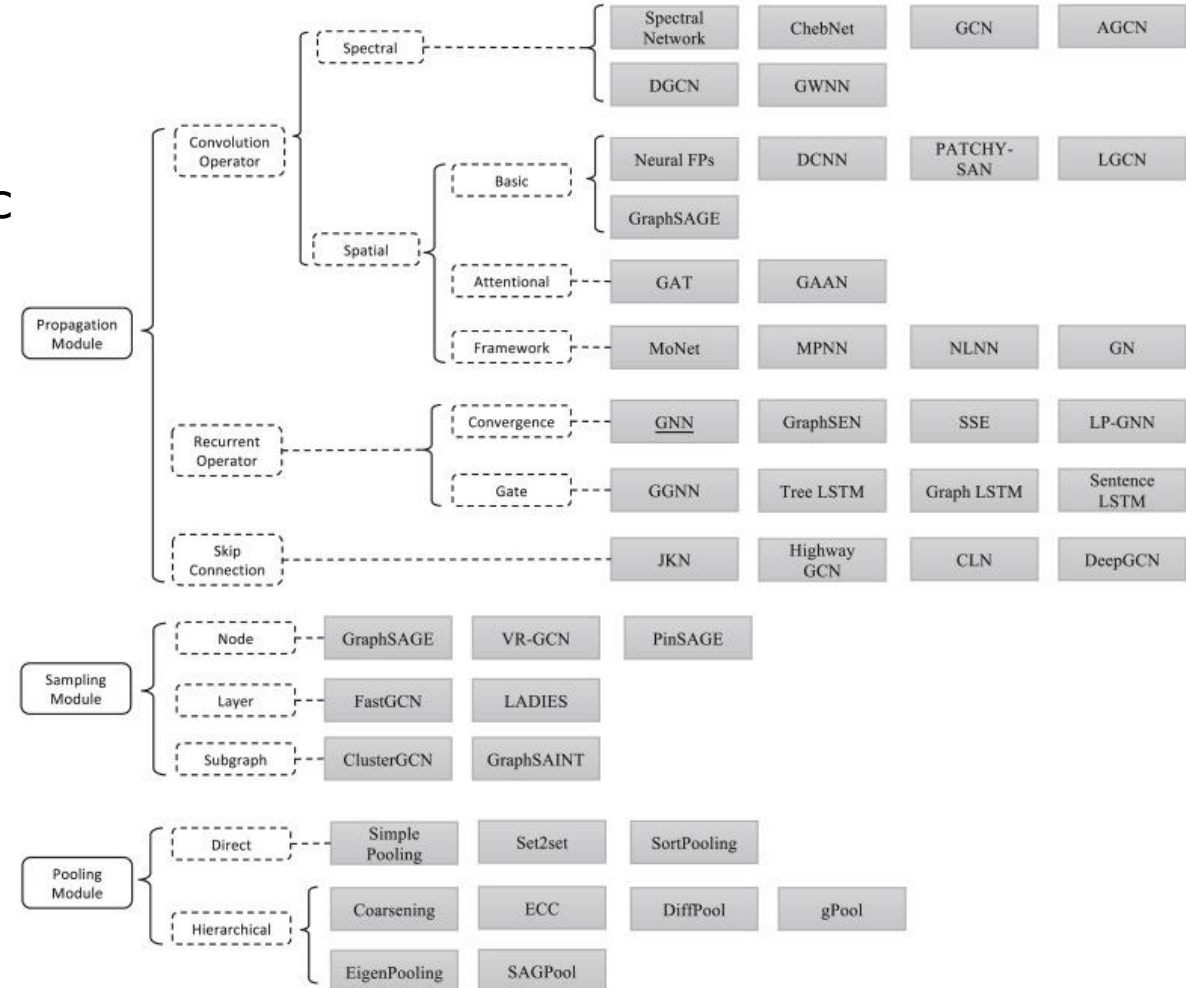 c
Propagation
Module
Convolution
Operator
Spectral
Spectral
Network
ChebNet
GCN
AGCN
DGCN
GWNN
Spatial
Basic
Neural FPs
DCNN
PATCHY-
SAN
LGCN
GraphSAGE
Attentional
GAT
GAAN
Framework
MoNet
MPNN
NLNN
GN
Recurrent
Operator
Convergence
GNN
GraphSEN
SSE
LP-GNN
Gate
GGNN
Tree LSTM
Graph LSTM
Sentence
LSTM
Skip
Connection
JKN
Highway
GCN
CLN
DeepGCN
Sampling
Module
Node
GraphSAGE
VR-GCN
PinSAGE
Layer
FastGCN
LADIES
Subgraph
ClusterGCN
GraphSAINT
Pooling
Module
Direct
Simple
Pooling
Set2set
SortPooling
Hierarchical
Coarsening
ECC
DiffPool
gPool
EigenPooling
SAGPool